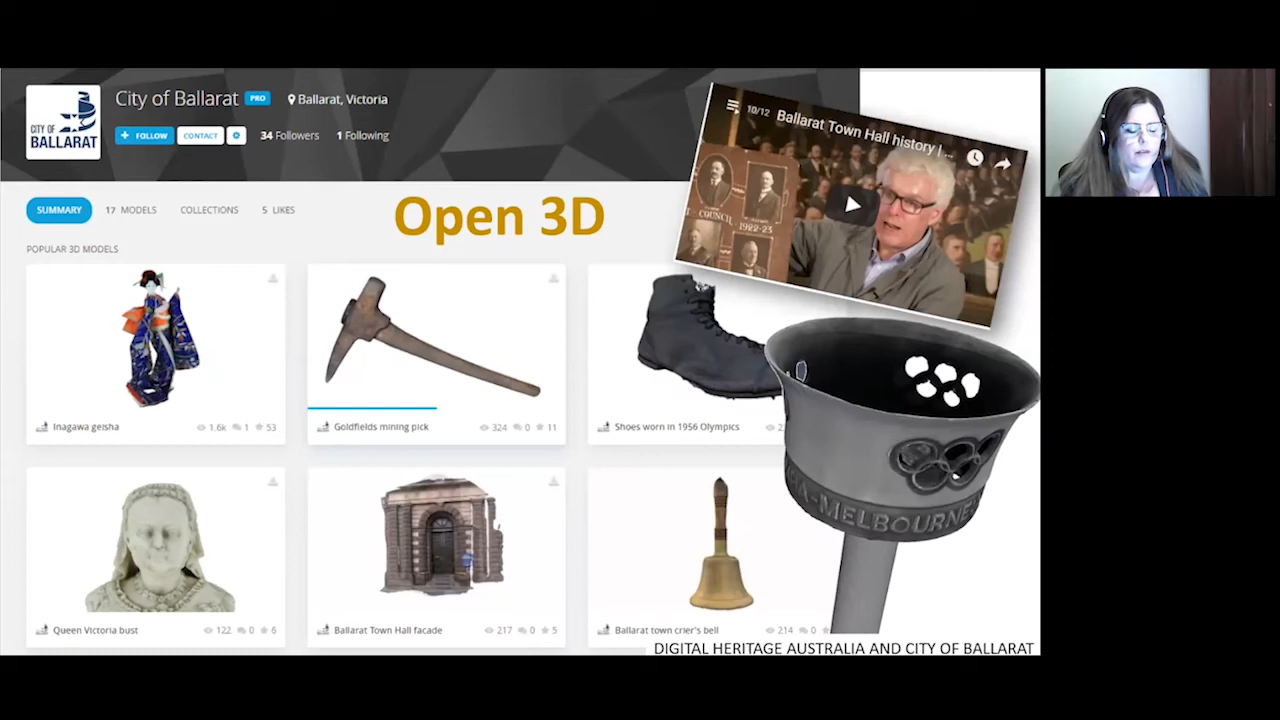 City of Ballarat PRO Ballarat, Victoria
CITY OF
BALLARAT
+ FOLLOW CONTACT 34 Followers 1 Following
10/12 Ballarat Town Hall history I ...
COUNCIL
1922-23
SUMMARY 17 MODELS COLLECTIONS 5 LIKES
Open 3D
POPULAR 3D MODELS
Inagawa geisha 1.6k 1 53
Goldfields mining pick 324 0 11
Shoes worn in 1956 Olympics
-MELBOURNE
Queen Victoria bust 122 0 6
Ballarat Town Hall facade 217 0 5
Ballarat town crier's bell 214 0
DIGITAL HERITAGE AUSTRALIA AND CITY OF BALLARAT